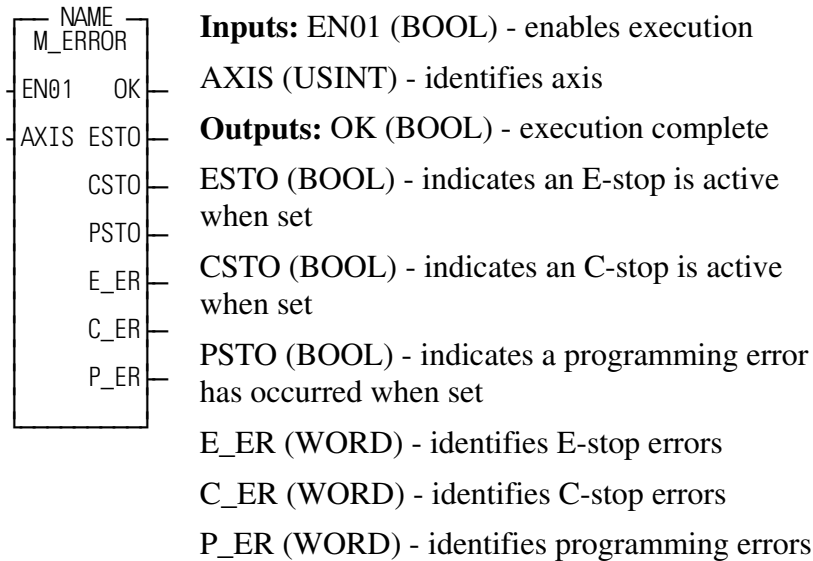 NAME
M_ERROR
EN01 OK
AXIS ESTO
CSTO
PSTO
E_ER
C_ER
P_ER
Inputs: EN01 (BOOL) - enables execution
AXIS (USINT) - identifies axis
Outputs: OK (BOOL) - execution complete
ESTO (BOOL) - indicates an E-stop is active
when set
CSTO (BOOL) - indicates an C-stop is active
when set
PSTO (BOOL) - indicates a programming error
has occurred when set
E_ER (WORD) - identifies E-stop errors
C_ER (WORD) - identifies C-stop errors
P_ER (WORD) - identifies programming errors